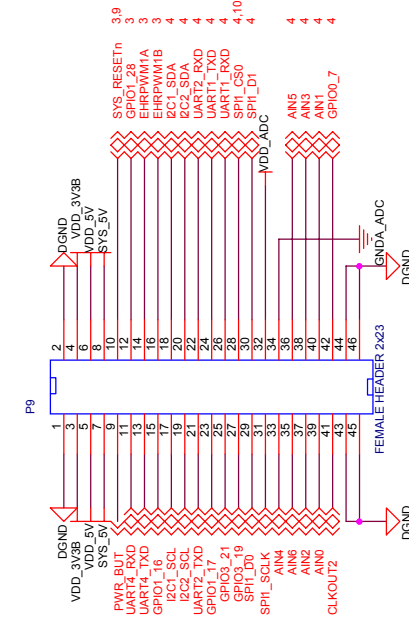 3,9
3
3
3
4
4
4
4
4
4,10
4
4
4
4
4
SYS_RESETn
GPIO1_28
EHRPWM1A
EHRPWM1B
I2C1_SDA
I2C2_SDA
UART2_RXD
UART1_TXD
UART1_RXD
SPI1_CS0
SPI1_D1
VDD_ADC
AIN5
AIN3
AIN1
GPIO0_7
DGND
VDD_3V3B
VDD_5V
SYS_5V
GNDA_ADC
DGND
2
4
6
8
10
12
14
16
18
20
22
24
26
28
30
32
34
36
38
40
42
44
46
P9
FEMALE HEADER 2x23
1
3
5
7
9
11
13
15
17
19
21
23
25
27
29
31
33
35
37
39
41
43
45
DGND
VDD_3V3B
VDD_5V
SYS_5V
PWR_BUT
UART4_RXD
UART4_TXD
GPIO1_16
I2C1_SCL
I2C2_SCL
UART2_TXD
GPIO1_17
GPIO3_21
GPIO3_19
SPI1_D0
SPI1_SCLK
AIN4
AIN6
AIN2
AIN0
CLKOUT2
DGND